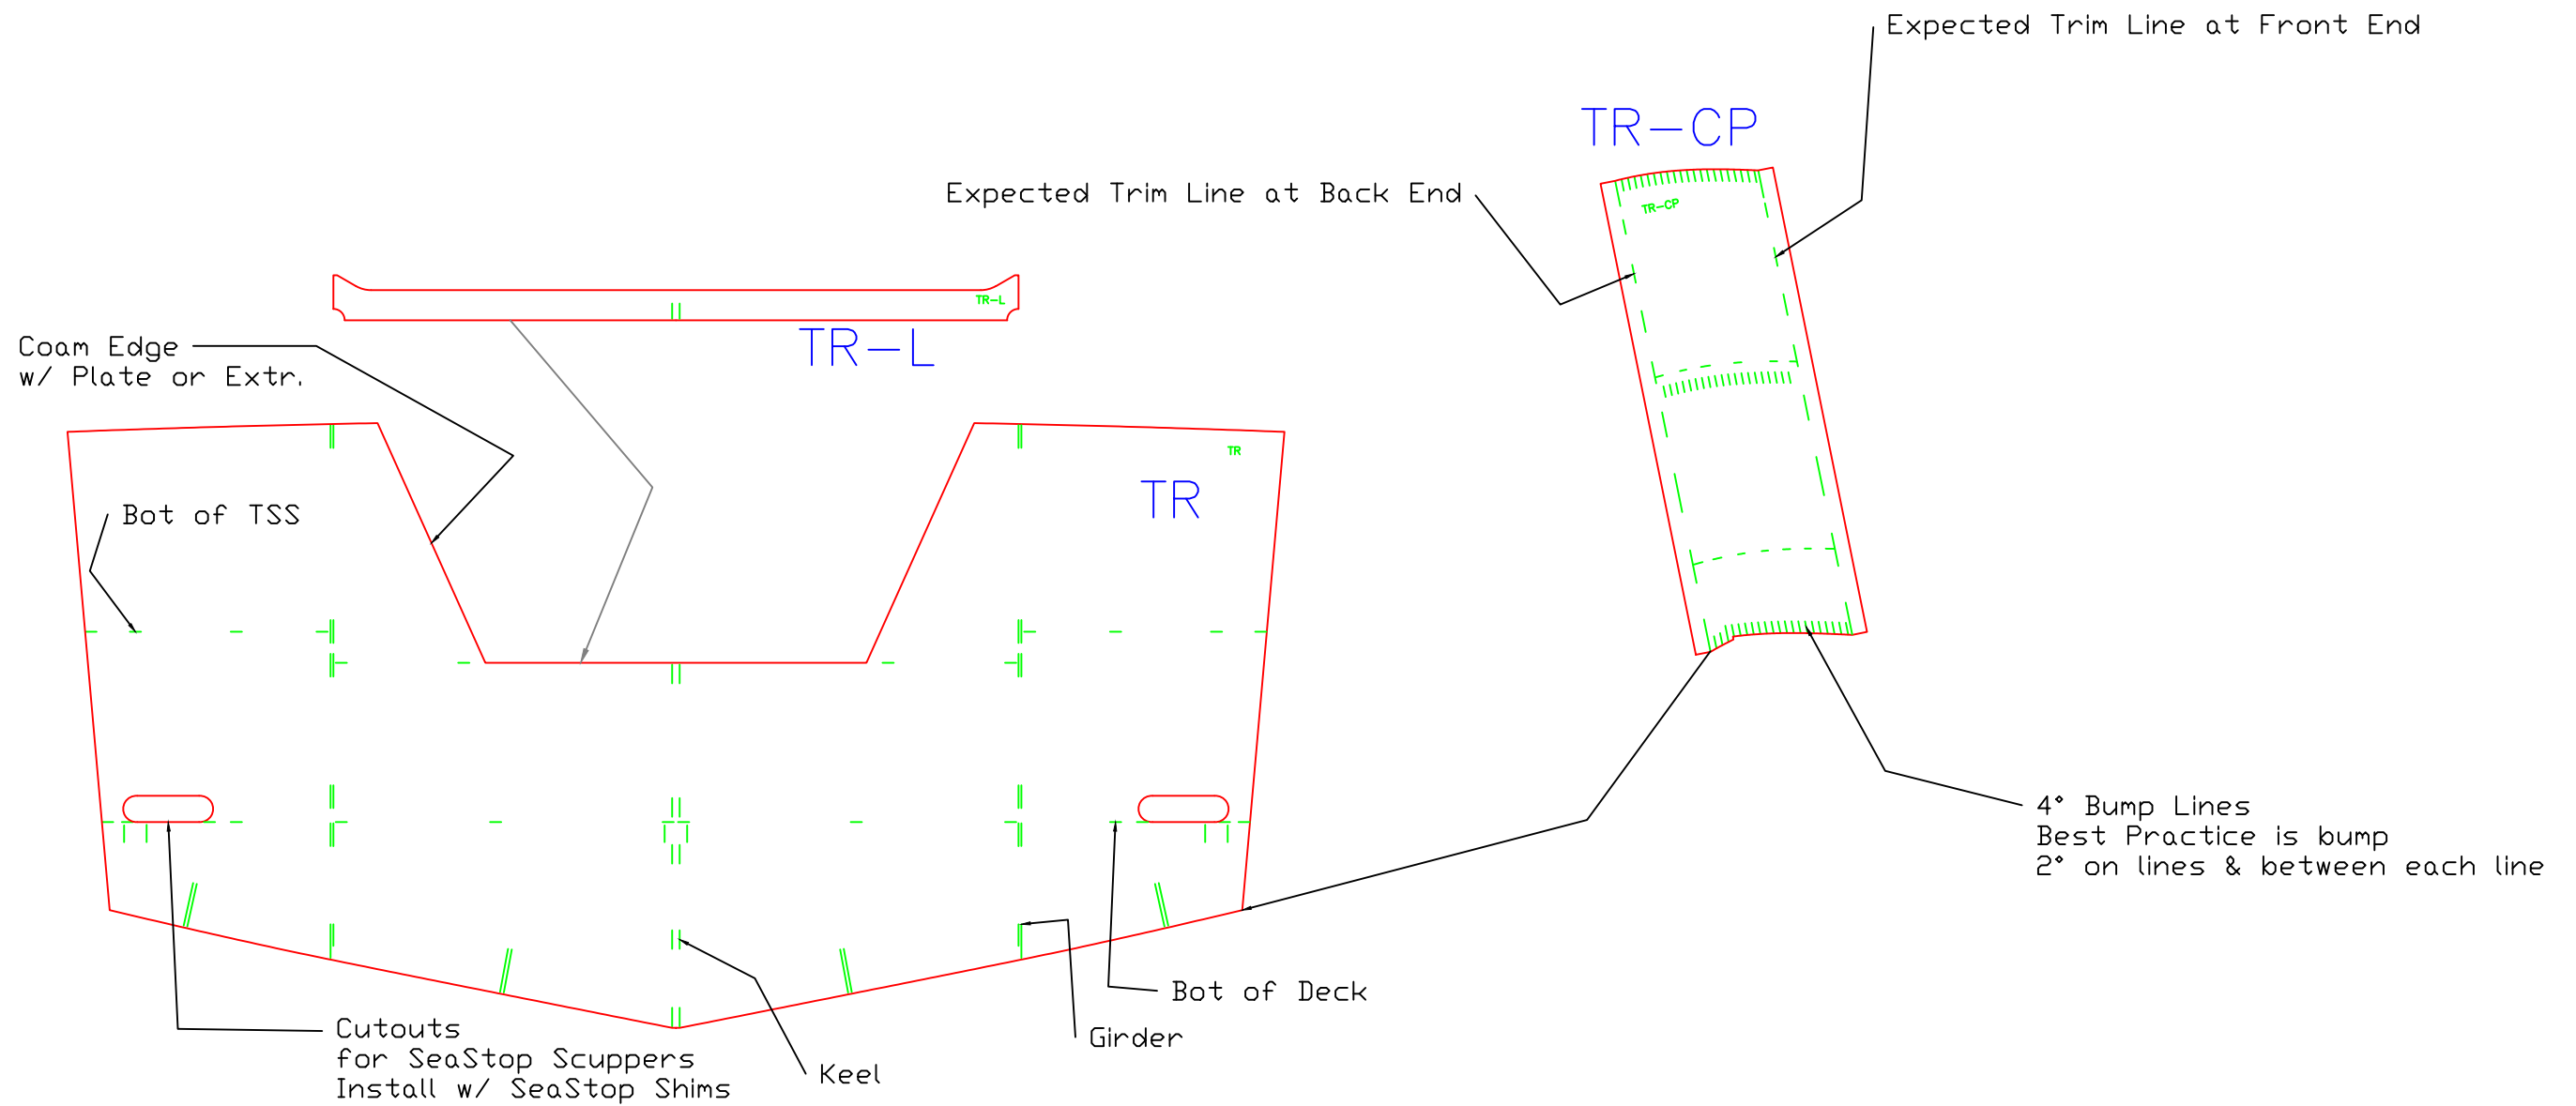 Expected Trim Line at Front End
TR-CP
Expected Trim Line at Back End
TR-CP
TR-L
TR-L
Coam Edge
w/ Plate or Extr.
TR
TR
Bot of TSS
4° Bump Lines
Best Practice is bump
2° on lines & between each line
Bot of Deck
Cutouts
for SeaStop Scuppers
Install w/ SeaStop Shims
Girder
Keel